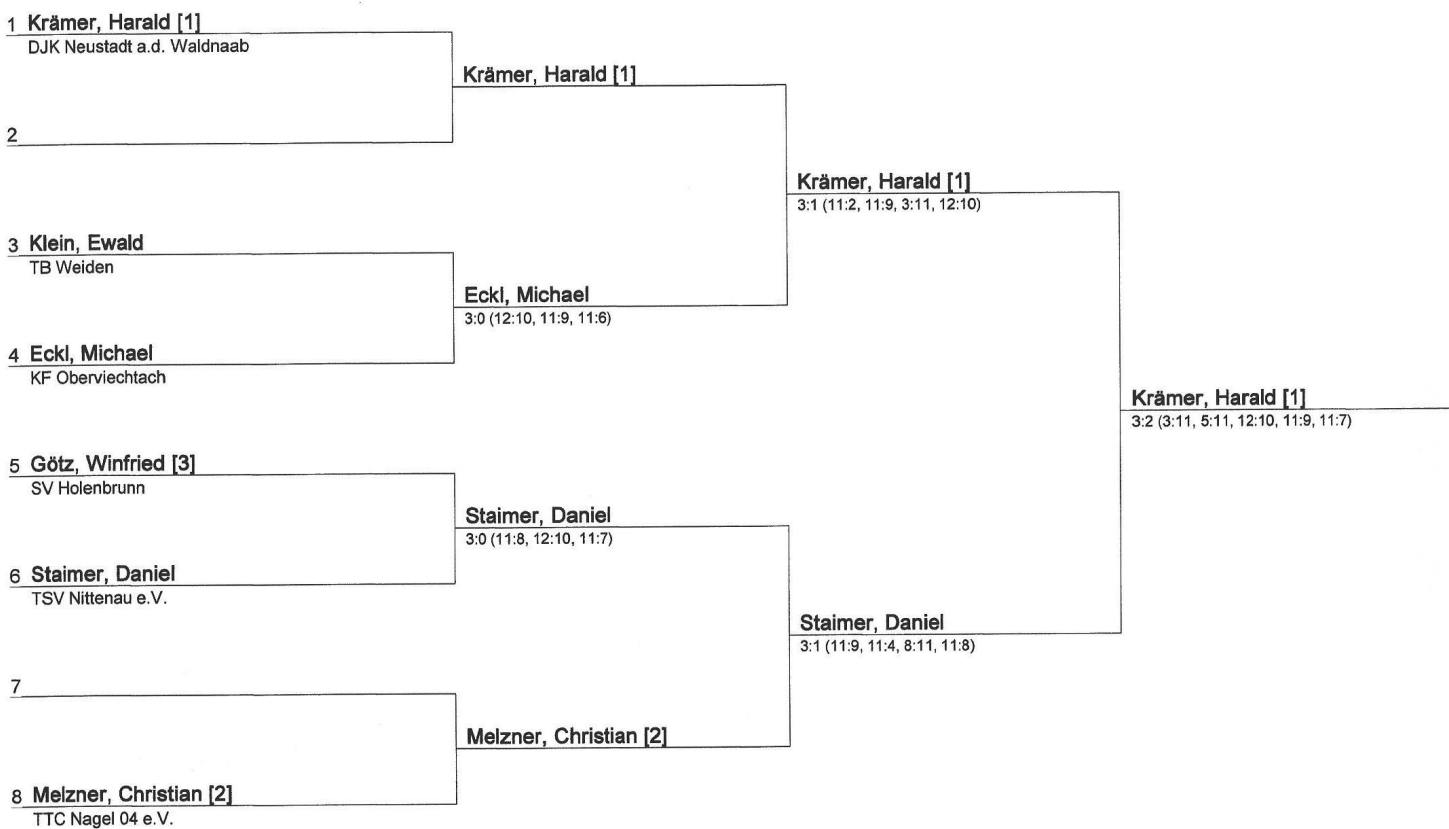 1 Krämer, Harald [1]
DJK Neustadt a.d. Waldnaab
Krämer, Harald [1]
2
Krämer, Harald [1]
3:1 (11:2, 11:9, 3:11, 12:10)
3 Klein, Ewald
TB Weiden
Eckl, Michael
3:0 (12:10, 11:9, 11:6)
4 Eckl, Michael
KF Oberviechtach
Krämer, Harald [1]
3:2 (3:11, 5:11, 12:10, 11:9, 11:7)
5 Götz, Winfried [3]
SV Holenbrunn
Staimer, Daniel
3:0 (11:8, 12:10, 11:7)
6 Staimer, Daniel
TSV Nittenau e.V.
Staimer, Daniel
3:1 (11:9, 11:4, 8:11, 11:8)
7
Melzner, Christian [2]
8 Melzner, Christian [2]
TTC Nagel 04 e.V.